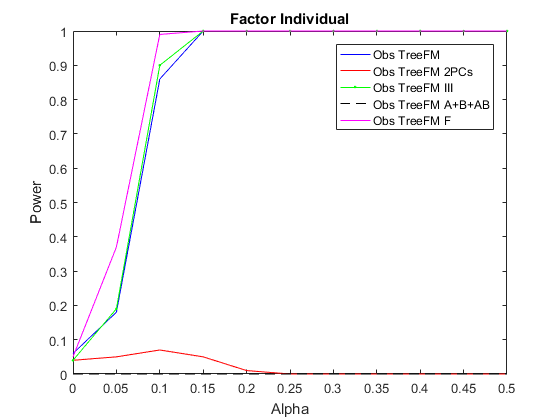 Factor Individual
Obs TreeFM
Obs TreeFM 2PCs
Obs TreeFM III
Obs TreeFM A+B+AB
Obs TreeFM F
1
0.9
0.8
0.7
0.6
0.5
0.4
0.3
0.2
0.1
0
Power
0 0.05 0.1 0.15 0.2 0.25 0.3 0.35 0.4 0.45 0.5
Alpha